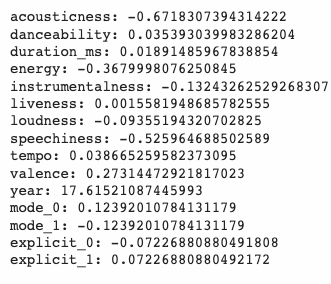 acousticness: -0.6718307394314222
danceability: 0.035393039983286204
duration_ms: 0.01891485967838854
energy: -0.3679998076250845
instrumentalness: -0.13243262529268307
liveness: 0.0015581948685782555
loudness: -0.09355194320702825
speechiness: -0.525964688502589
tempo: 0.038665259582373095
valence: 0.27314472921817023
year: 17.61521087445993
mode_0: 0.12392010784131179
mode_1: -0.12392010784131179
explicit_0: -0.07226880880491808
explicit_1: 0.07226880880492172